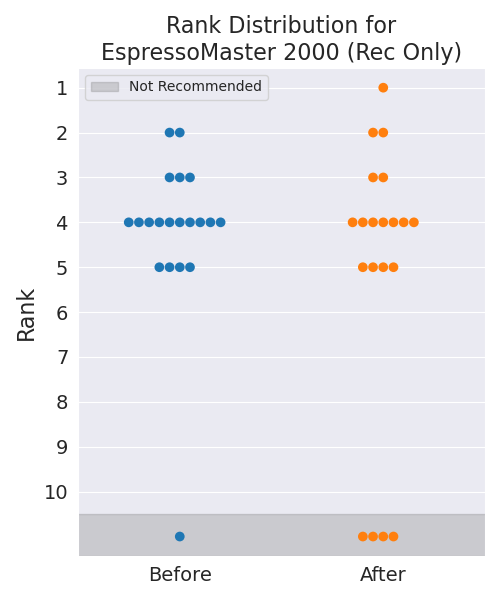 Rank Distribution for
EspressoMaster 2000 (Rec Only)
Not Recommended
1
2
3
4
5
6
7
8
9
10
Rank
Before
After